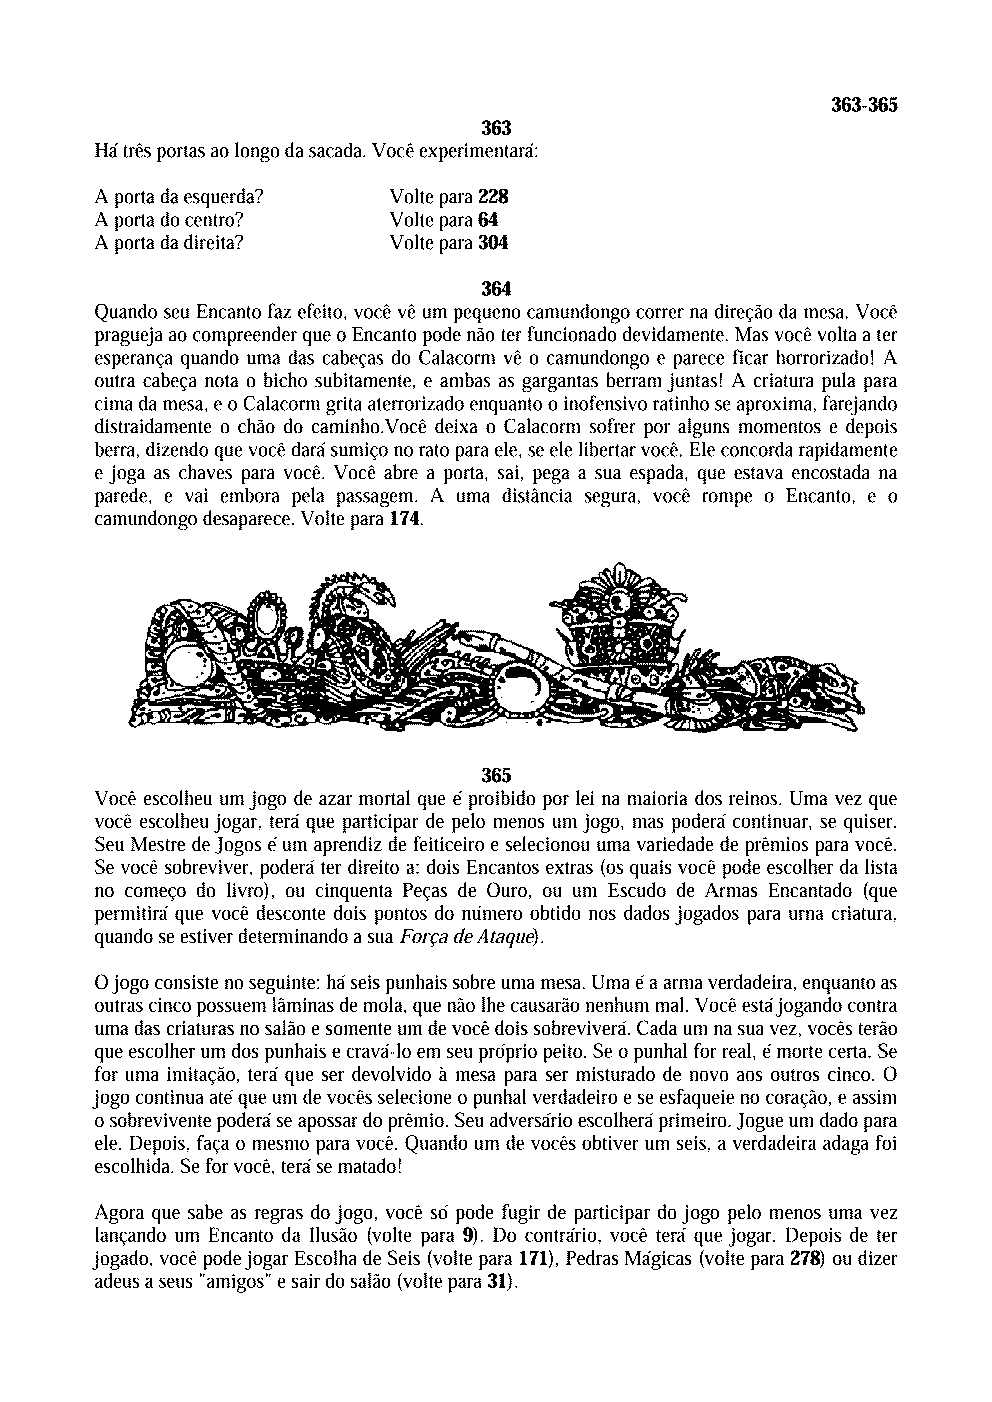 363-365
363
Há três portas ao longo da sacada. Você experimentará:
A porta da esquerda? Volte para 228
A porta do centro? Volte para 64
A porta da direita? Volte para 304
364
Quando seu Encanto faz efeito, você vê um pequeno camundongo correr na direção da mesa. Você
pragueja ao compreender que o Encanto pode não ter funcionado devidamente. Mas você volta a ter
esperança quando uma das cabeças do Calacorm vê o camundongo e parece ficar horrorizado! A
outra cabeça nota o bicho subitamente, e ambas as gargantas berram juntas! A criatura pula para
cima da mesa, e o Calacorm grita aterrorizado enquanto o inofensivo ratinho se aproxima, farejando
distraidamente o chão do caminho.Você deixa o Calacorm sofrer por alguns momentos e depois
berra, dizendo que você dará sumiço no rato para ele, se ele libertar você. Ele concorda rapidamente
e joga as chaves para você. Você abre a porta, sai, pega a sua espada, que estava encostada na
parede, e vai embora pela passagem. A uma distância segura, você rompe o Encanto, e o
camundongo desaparece. Volte para 174.
365
Você escolheu um jogo de azar mortal que é proibido por lei na maioria dos reinos. Uma vez que
você escolheu jogar, terá que participar de pelo menos um jogo, mas poderá continuar, se quiser.
Seu Mestre de Jogos é um aprendiz de feiticeiro e selecionou uma variedade de prêmios para você.
Se você sobreviver, poderá ter direito a: dois Encantos extras (os quais você pode escolher da lista
no começo do livro), ou cinquenta Peças de Ouro, ou um Escudo de Armas Encantado (que
permitirá que você desconte dois pontos do número obtido nos dados jogados para urna criatura,
quando se estiver determinando a sua Força de Ataque).
O jogo consiste no seguinte: há seis punhais sobre uma mesa. Uma é a arma verdadeira, enquanto as
outras cinco possuem lâminas de mola, que não lhe causarão nenhum mal. Você está jogando contra
uma das criaturas no salão e somente um de você dois sobreviverá. Cada um na sua vez, vocês terão
que escolher um dos punhais e cravá-lo em seu próprio peito. Se o punhal for real, é morte certa. Se
for uma imitação, terá que ser devolvido à mesa para ser misturado de novo aos outros cinco. O
jogo continua até que um de vocês selecione o punhal verdadeiro e se esfaqueie no coração, e assim
o sobrevivente poderá se apossar do prêmio. Seu adversário escolherá primeiro. Jogue um dado para
ele. Depois, faça o mesmo para você. Quando um de vocês obtiver um seis, a verdadeira adaga foi
escolhida. Se for você, terá se matado!
Agora que sabe as regras do jogo, você só pode fugir de participar do jogo pelo menos uma vez
lançando um Encanto da Ilusão (volte para 9). Do contrário, você terá que jogar. Depois de ter
jogado, você pode jogar Escolha de Seis (volte para 171), Pedras Mágicas (volte para 278) ou dizer
adeus a seus "amigos" e sair do salão (volte para 31).